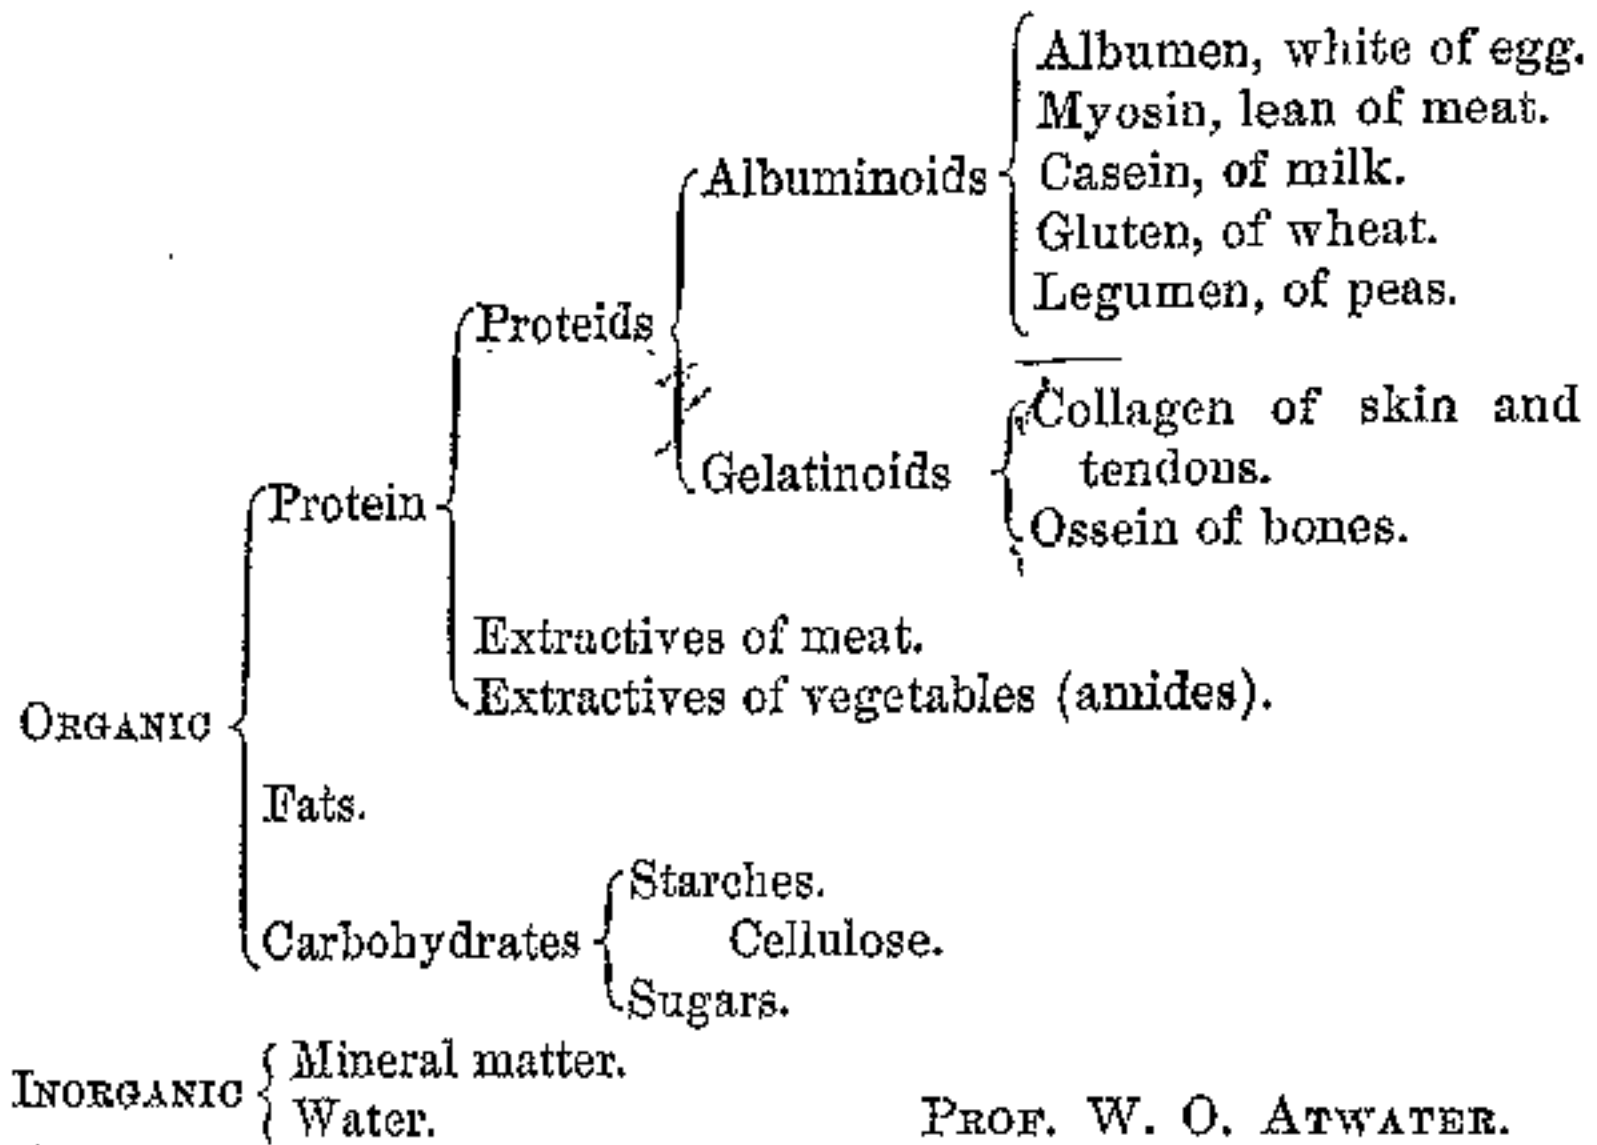 Albumen, white of egg.
Myosin, lean of meat.
Albuminoids
Casein, of milk.
Gluten, of wheat.
Legumen, of peas.
Proteids
Collagen of skin and
tendons.
Gelatinoids
Ossein of bones.
Protein
Extractives of meat.
Extractives of vegetables (amides).
ORGANIC
Fats.
Starches.
Carbohydrates
Cellulose.
Sugars.
INORGANIC
Mineral matter.
Water.
PROF. W. O. ATWATER.